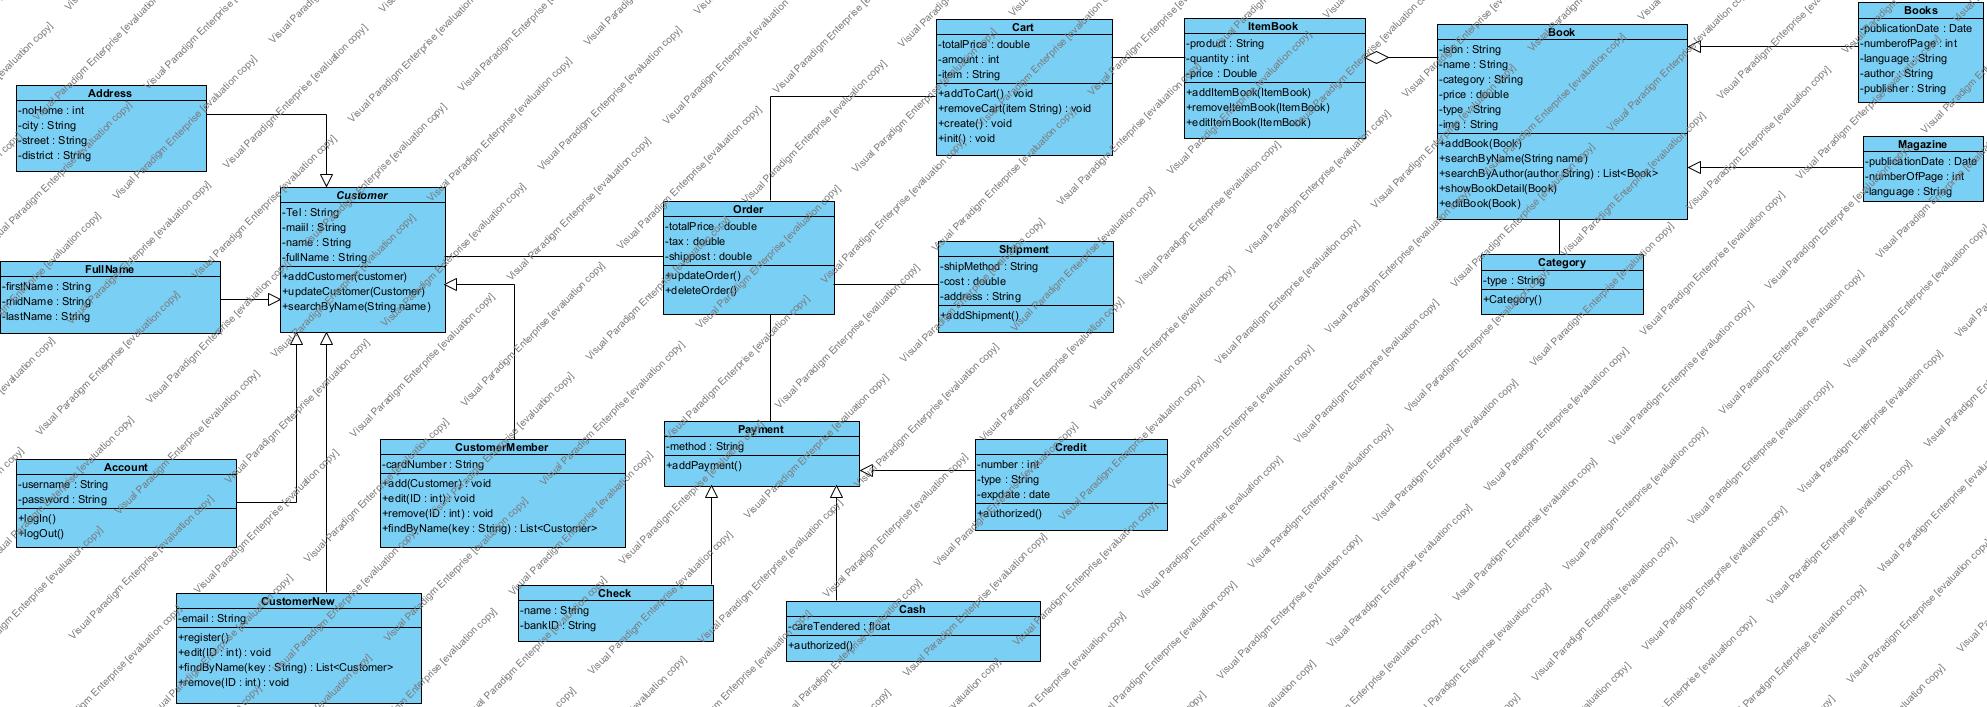 Address
-noHome : int
-city : String
-street : String
-district : String
FullName
-firstName : String
-midName : String
-lastName : String
Customer
-Tel : String
-maiil : String
-name : String
-fullName : String
+addCustomer(customer)
+updateCustomer(Customer)
+searchByName(String name)
Account
-username : String
-password : String
+logIn()
+logOut()
CustomerNew
-email : String
+register()
+edit(ID : int) : void
+findByName(key : String) : List<Customer>
+remove(ID : int) : void
CustomerMember
-cardNumber : String
+add(Customer) : void
+edit(ID : int) : void
+remove(ID : int) : void
+findByName(key : String) : List<Customer>
Order
-totalPrice : double
-tax : double
-shippost : double
+updateOrder()
+deleteOrder()
Cart
-totalPrice : double
-amount : int
-item : String
+addToCart() : void
+removeCart(item String) : void
+create() : void
+init() : void
Shipment
-shipMethod : String
-cost : double
-address : String
+addShipment()
Payment
-method : String
+addPayment()
Credit
-number : int
-type : String
-expdate : date
+authorized()
Check
-name : String
-bankID : String
Cash
-careTendered : float
+authorized()
ItemBook
-product : String
-quantity : int
-price : Double
+addItemBook(ItemBook)
+removeItemBook(ItemBook)
+editItemBook(ItemBook)
Book
-isbn : String
-name : String
-category : String
-price : double
-type : String
-img : String
+addBook(Book)
+searchByName(String name)
+searchByAuthor(author String) : List<Book>
+showBookDetail(Book)
+editBook(Book)
Category
-type : String
+Category()
Books
-publicationDate : Date
-numberofPage : int
-language : String
-author : String
-publisher : String
Magazine
-publicationDate : Date
-numberOfPage : int
-language : String
Visual Paradigm Enterprise [evaluation copy]